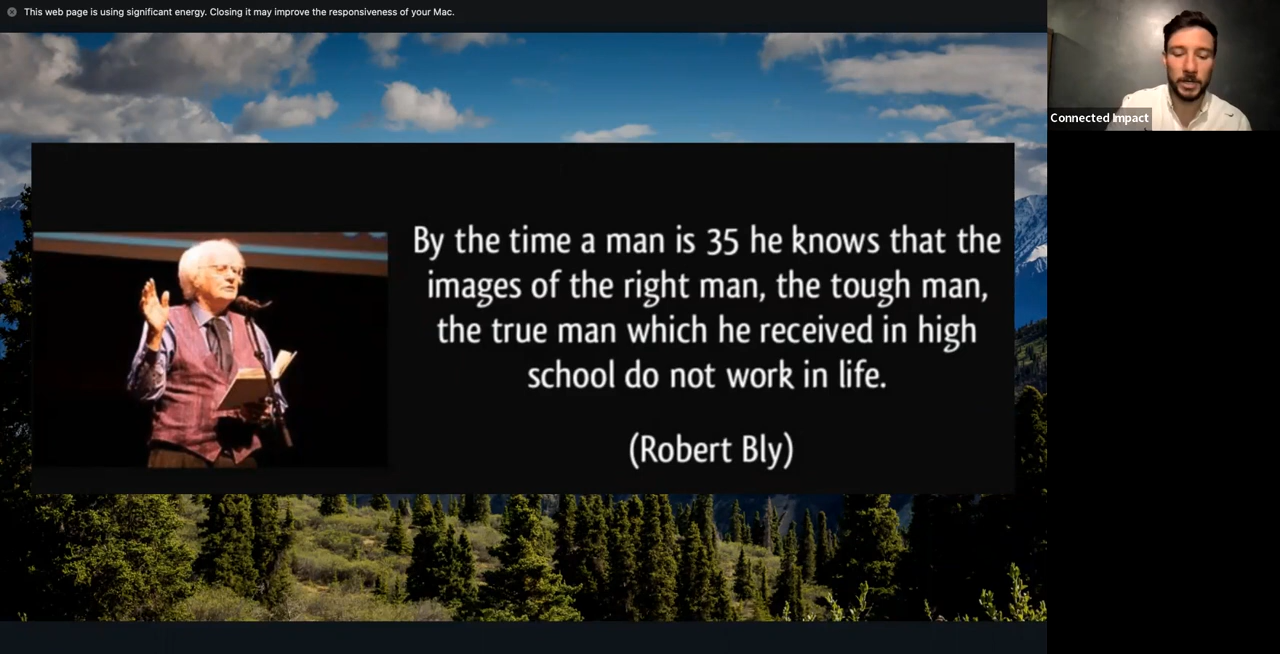 This web page is using significant energy. Closing it may improve the responsiveness of your Mac.
Connected Impact
By the time a man is 35 he knows that the
images of the right man, the tough man,
the true man which he received in high
school do not work in life.
(Robert Bly)